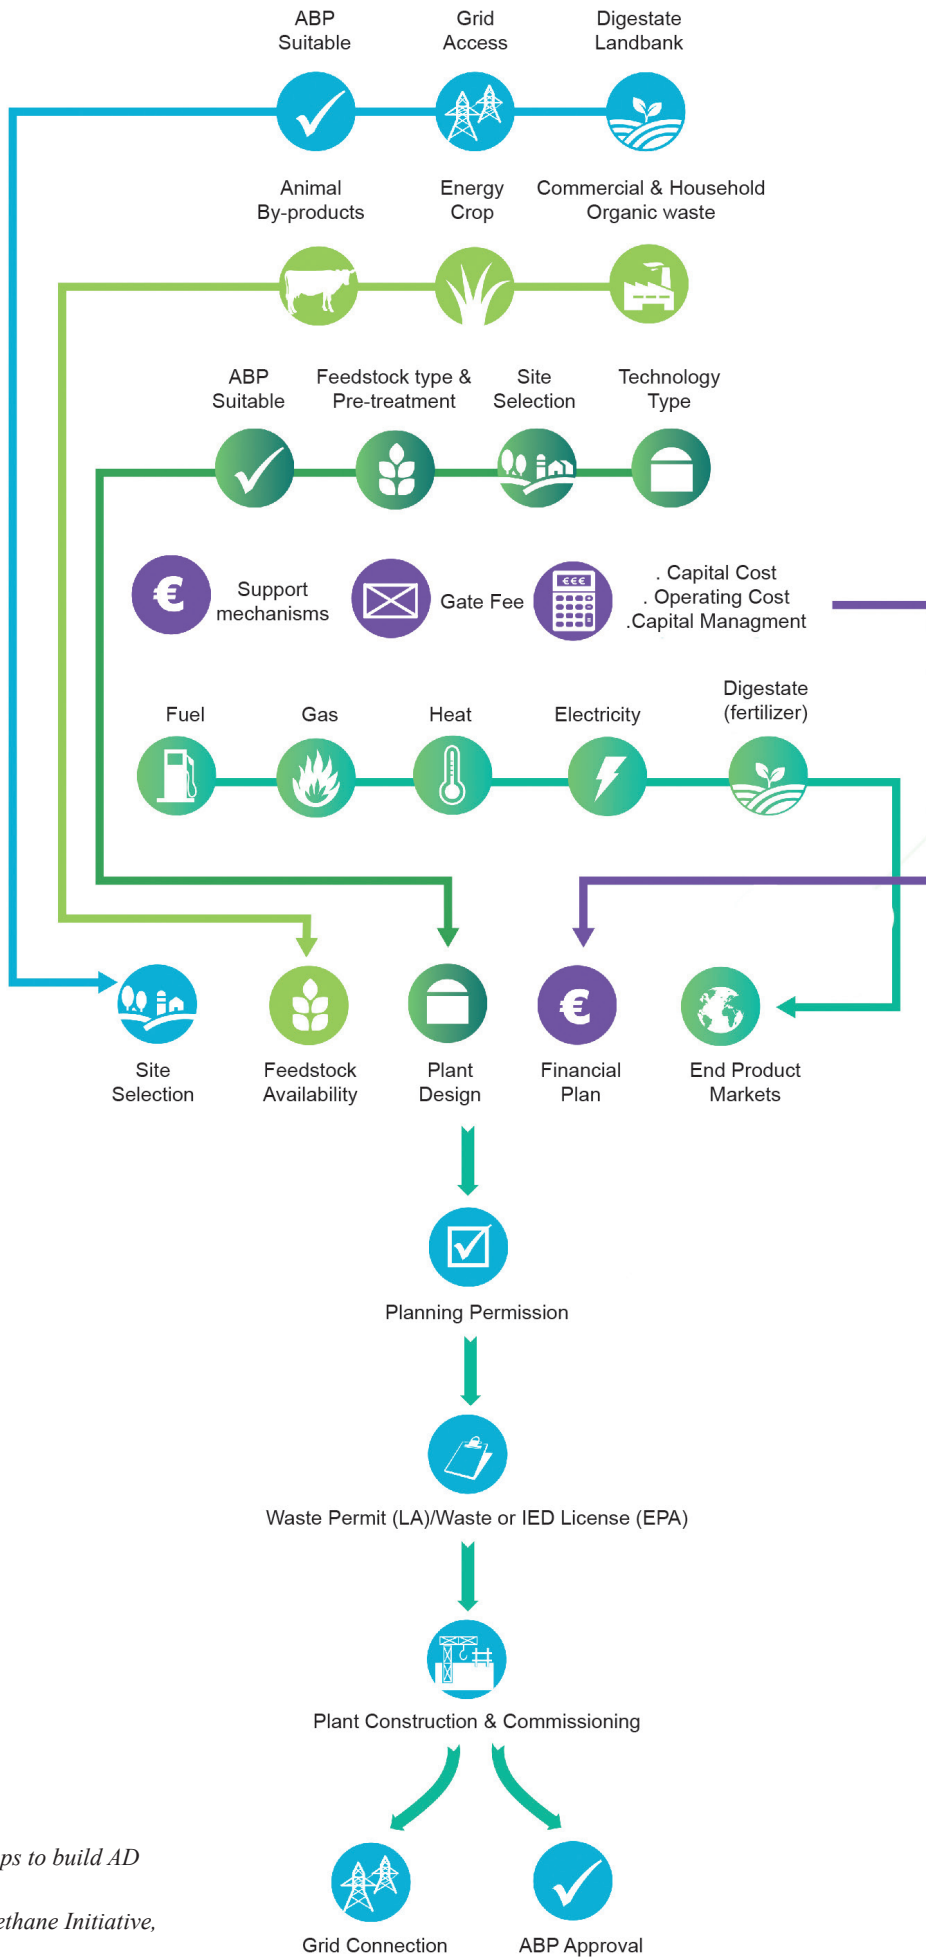 ABP
Suitable
Grid
Access
Digestate
Landbank
Animal
By-products
Energy
Crop
Commercial & Household
Organic waste
ABP
Suitable
Feedstock type &
Pre-treatment
Site
Selection
Technology
Type
€
Support
mechanisms
Gate Fee
€€€
. Capital Cost
. Operating Cost
.Capital Managment
Fuel
Gas
Heat
Electricity
Digestate
(fertilizer)
€
Site
Selection
Feedstock
Availability
Plant
Design
Financial
Plan
End Product
Markets
Planning Permission
Waste Permit (LA)/Waste or IED License (EPA)
Plant Construction & Commissioning
ps to build AD
ethane Initiative,
Grid Connection
ABP Approval